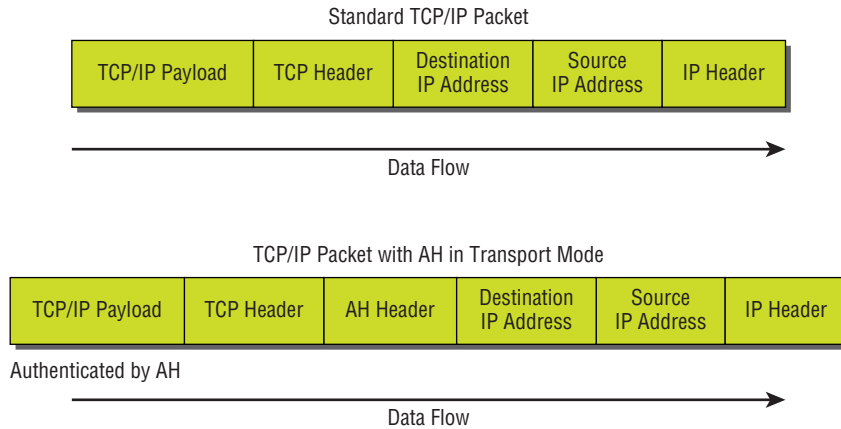 Standard TCP/IP Packet
TCP/IP Payload
TCP Header
Destination
IP Address
Source
IP Address
IP Header
Data Flow
TCP/IP Packet with AH in Transport Mode
TCP/IP Payload
TCP Header
AH Header
Destination
IP Address
Source
IP Address
IP Header
Authenticated by AH
Data Flow